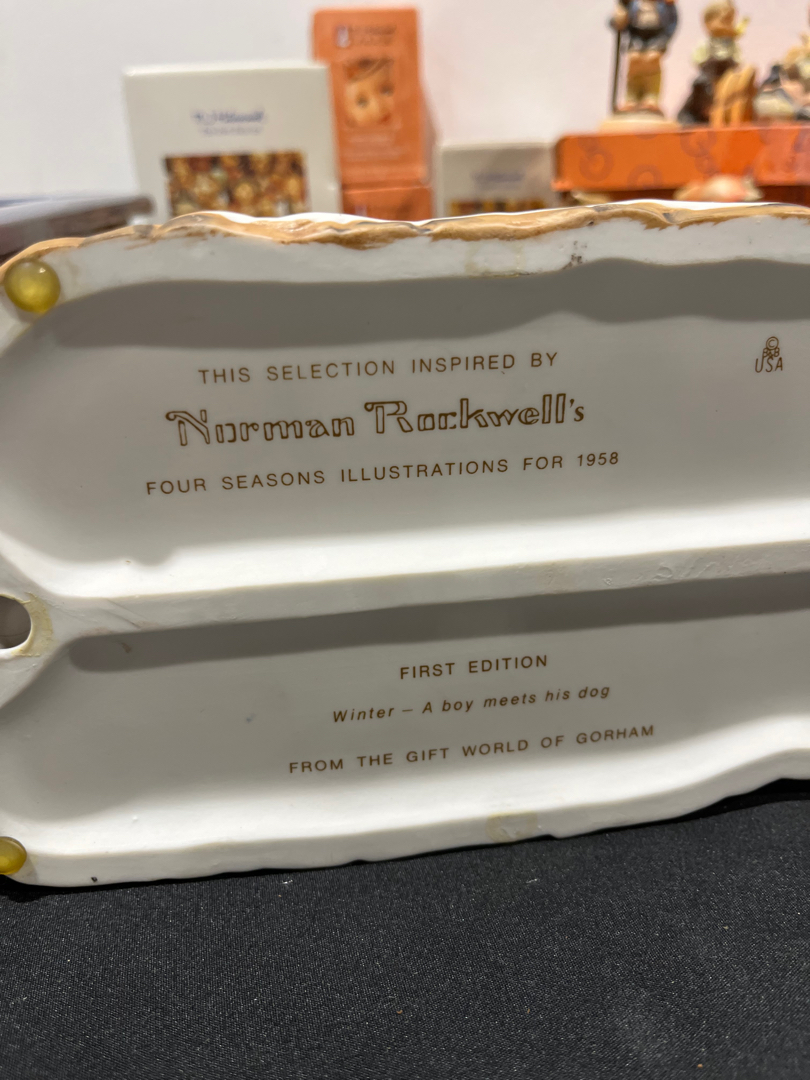 THIS SELECTION INSPIRED BY
Norman Rockwell's
FOUR SEASONS ILLUSTRATIONS FOR 1958
© B&B
USA
FIRST EDITION
Winter – A boy meets his dog
FROM THE GIFT WORLD OF GORHAM